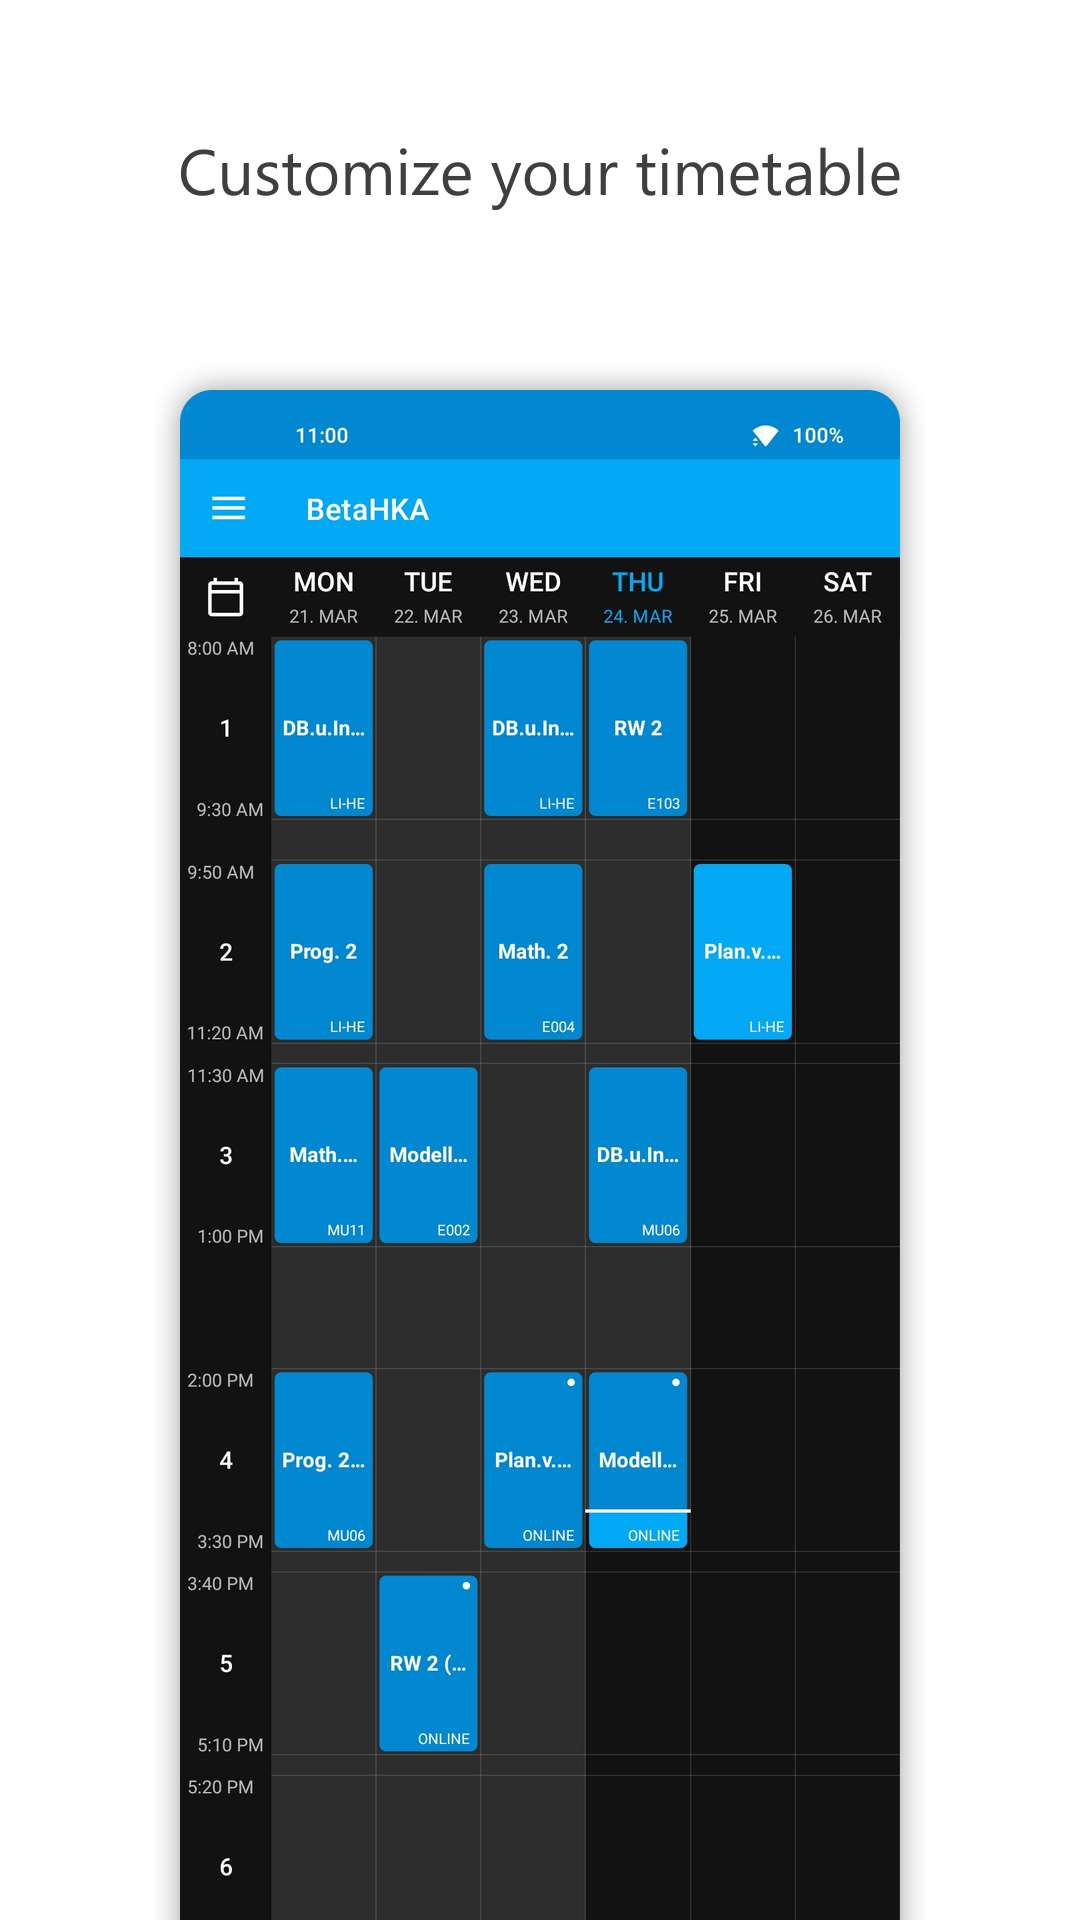 Customize your timetable
11:00 100%
BetaHKA
MON TUE WED THU FRI SAT
21. MAR 22. MAR 23. MAR 24. MAR 25. MAR 26. MAR
8:00 AM
1 DB.u.In... DB.u.In... RW 2
LI-HE LI-HE E103
9:30 AM
9:50 AM
2 Prog. 2 Math. 2 Plan.v....
LI-HE E004 LI-HE
11:20 AM
11:30 AM
3 Math.... Modell... DB.u.In...
MU11 E002 MU06
1:00 PM
2:00 PM
4 Prog. 2... Plan.v.... Modell...
MU06 ONLINE ONLINE
3:30 PM
3:40 PM
5 RW 2 (...
ONLINE
5:10 PM
5:20 PM
6